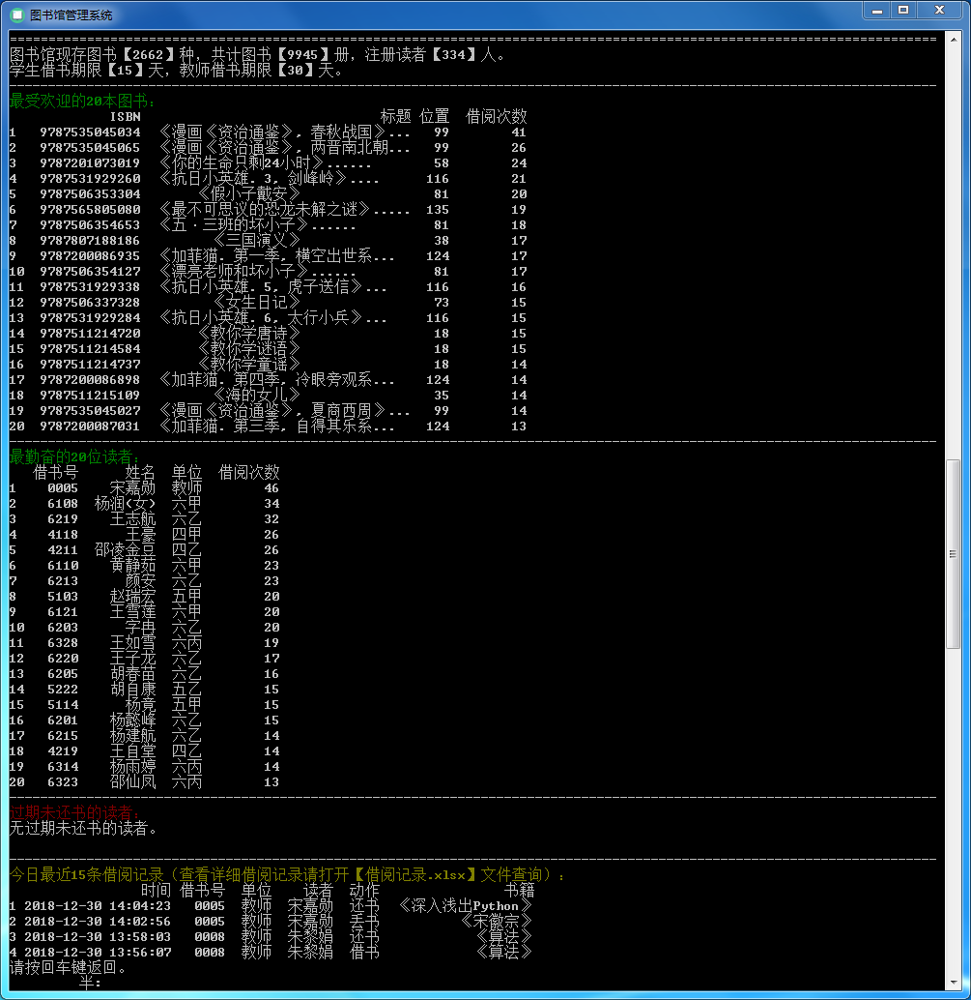 图书馆管理系统
图书馆现存图书【2662】种，共计图书【9945】册，注册读者【334】人。
学生借书期限【15】天，教师借书期限【30】天。
最受欢迎的20本图书：
ISBN 标题 位置 借阅次数
1 9787535045034 《漫画《资治通鉴》，春秋战国》... 99 41
2 9787535045065 《漫画《资治通鉴》，两晋南北朝... 99 26
3 9787201073019 《你的生命只剩24小时》...... 58 24
4 9787531929260 《抗日小英雄．3，剑峰岭》.... 116 21
5 9787506353304 《假小子戴安》 81 20
6 9787565805080 《最不可思议的恐龙未解之谜》..... 135 19
7 9787506354653 《五·三班的坏小子》...... 81 18
8 9787807188186 《三国演义》 38 17
9 9787200086935 《加菲猫．第一季，横空出世系... 124 17
10 9787506354127 《漂亮老师和坏小子》...... 81 17
11 9787531929338 《抗日小英雄．5，虎子送信》... 116 16
12 9787506337328 《女生日记》 73 15
13 9787531929284 《抗日小英雄．6，太行小兵》... 116 15
14 9787511214720 《教你学唐诗》 18 15
15 9787511214584 《教你学谜语》 18 15
16 9787511214737 《教你学童谣》 18 14
17 9787200086898 《加菲猫．第四季，冷眼旁观系... 124 14
18 9787511215109 《海的女儿》 35 14
19 9787535045027 《漫画《资治通鉴》，夏商西周》... 99 14
20 9787200087031 《加菲猫．第三季，自得其乐系... 124 13
最勤奋的20位读者：
借书号 姓名 单位 借阅次数
1 0005 宋嘉勋 教师 46
2 6108 杨润(女) 六甲 34
3 6219 王志航 六乙 32
4 4118 王豪 四甲 26
5 4211 邵凌金豆 四乙 26
6 6110 黄静茹 六甲 23
7 6213 颜安 六乙 23
8 5103 赵瑞宏 五甲 20
9 6121 王雪莲 六甲 20
10 6203 字冉 六乙 20
11 6328 王如雪 六丙 19
12 6220 王子龙 六乙 17
13 6205 胡春苗 六乙 16
14 5222 胡自康 五乙 15
15 5114 杨竟 五甲 15
16 6201 杨懿峰 六乙 15
17 6215 杨建航 六乙 14
18 4219 王自堂 四乙 14
19 6314 杨雨婷 六丙 14
20 6323 邵仙凤 六丙 13
过期未还书的读者：
无过期未还书的读者。
今日最近15条借阅记录（查看详细借阅记录请打开【借阅记录.xlsx】文件查询）：
时间 借书号 单位 读者 动作 书籍
1 2018-12-30 14:04:23 0005 教师 宋嘉勋 还书 《深入浅出Python》
2 2018-12-30 14:02:56 0005 教师 宋嘉勋 丢书 《宋徽宗》
3 2018-12-30 13:58:03 0008 教师 朱黎娟 还书 《算法》
4 2018-12-30 13:56:07 0008 教师 朱黎娟 借书 《算法》
请按回车键返回。
半: